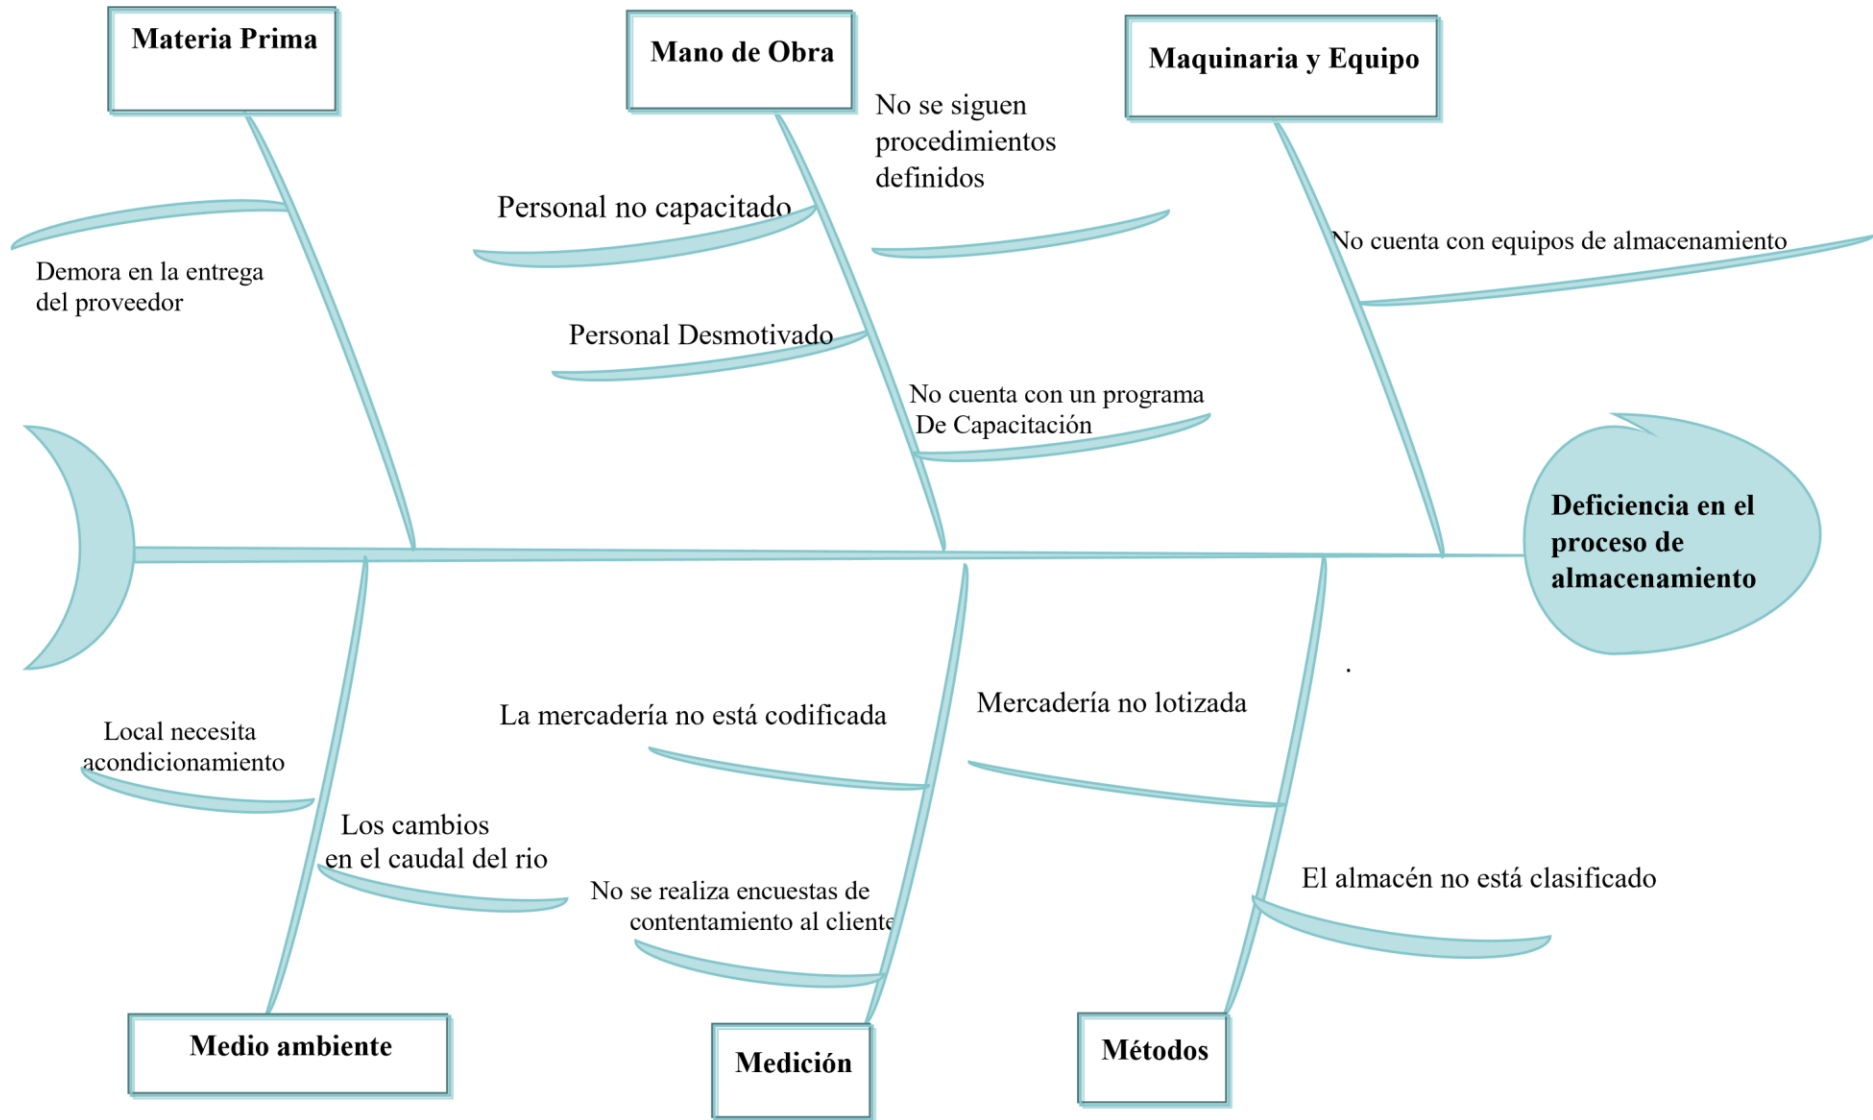 Materia Prima
Mano de Obra
Maquinaria y Equipo
No se siguen
procedimientos
definidos
Personal no capacitado
No cuenta con equipos de almacenamiento
Demora en la entrega
del proveedor
Personal Desmotivado
No cuenta con un programa
De Capacitación
Deficiencia en el
proceso de
almacenamiento
.
Mercadería no lotizada
La mercadería no está codificada
Local necesita
acondicionamiento
Los cambios
en el caudal del rio
No se realiza encuestas de
contentamiento al cliente
El almacén no está clasificado
Medio ambiente
Medición
Métodos